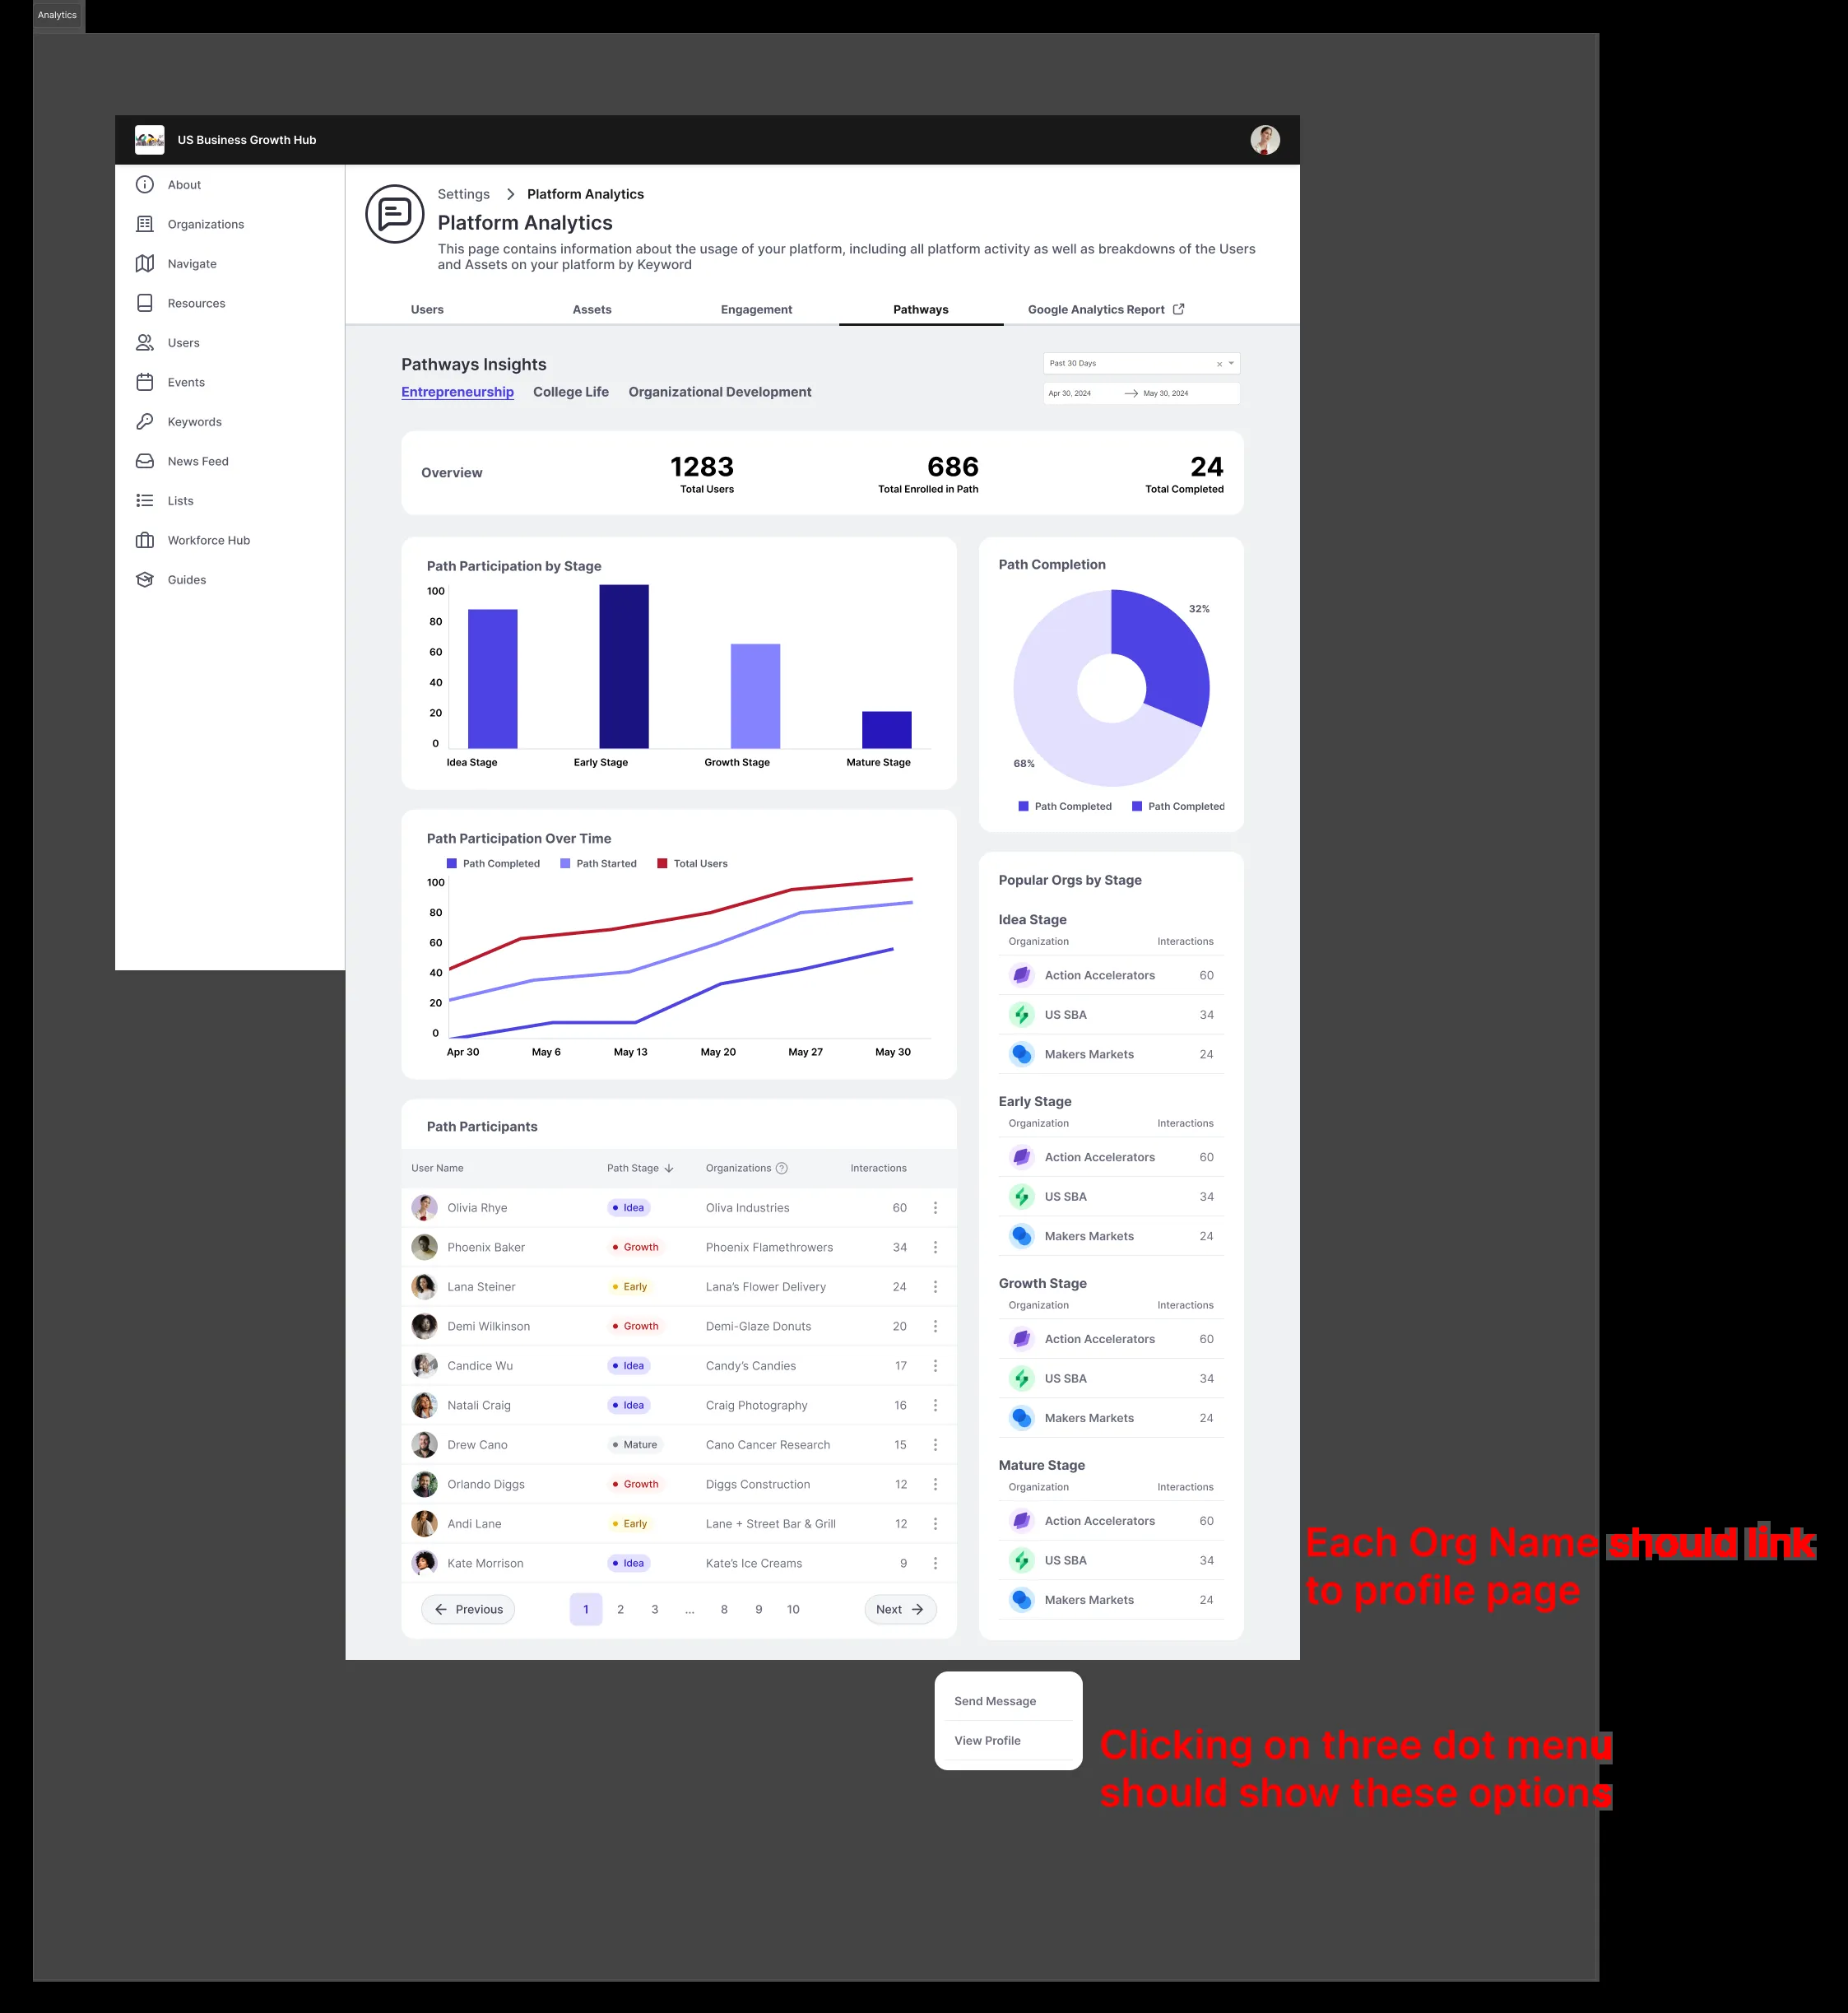 Analytics
US Business Growth Hub
About
Organizations
Navigate
Resources
Users
Events
Keywords
News Feed
Lists
Workforce Hub
Guides
Settings > Platform Analytics
Platform Analytics
This page contains information about the usage of your platform, including all platform activity as well as breakdowns of the Users
and Assets on your platform by Keyword
Users Assets Engagement Pathways Google Analytics Report
Pathways Insights
Entrepreneurship College Life Organizational Development
Past 30 Days
Apr 30, 2024 → May 30, 2024
Overview
1283
Total Users
686
Total Enrolled in Path
24
Total Completed
Path Participation by Stage
100
80
60
40
20
0
Idea Stage Early Stage Growth Stage Mature Stage
Path Completion
32%
68%
Path Completed Path Completed
Path Participation Over Time
Path Completed Path Started Total Users
100
80
60
40
20
0
Apr 30 May 6 May 13 May 20 May 27 May 30
Path Participants
User Name Path Stage Organizations Interactions
Olivia Rhye Idea Oliva Industries 60
Phoenix Baker Growth Phoenix Flamethrowers 34
Lana Steiner Early Lana's Flower Delivery 24
Demi Wilkinson Growth Demi-Glaze Donuts 20
Candice Wu Idea Candy's Candies 17
Natali Craig Idea Craig Photography 16
Drew Cano Mature Cano Cancer Research 15
Orlando Diggs Growth Diggs Construction 12
Andi Lane Early Lane + Street Bar & Grill 12
Kate Morrison Idea Kate's Ice Creams 9
← Previous 1 2 3 ... 8 9 10 Next →
Popular Orgs by Stage
Idea Stage
Organization Interactions
Action Accelerators 60
US SBA 34
Makers Markets 24
Early Stage
Organization Interactions
Action Accelerators 60
US SBA 34
Makers Markets 24
Growth Stage
Organization Interactions
Action Accelerators 60
US SBA 34
Makers Markets 24
Mature Stage
Organization Interactions
Action Accelerators 60
US SBA 34
Makers Markets 24
Each Org Name should link
to profile page
Send Message
View Profile
Clicking on three dot menu
should show these options